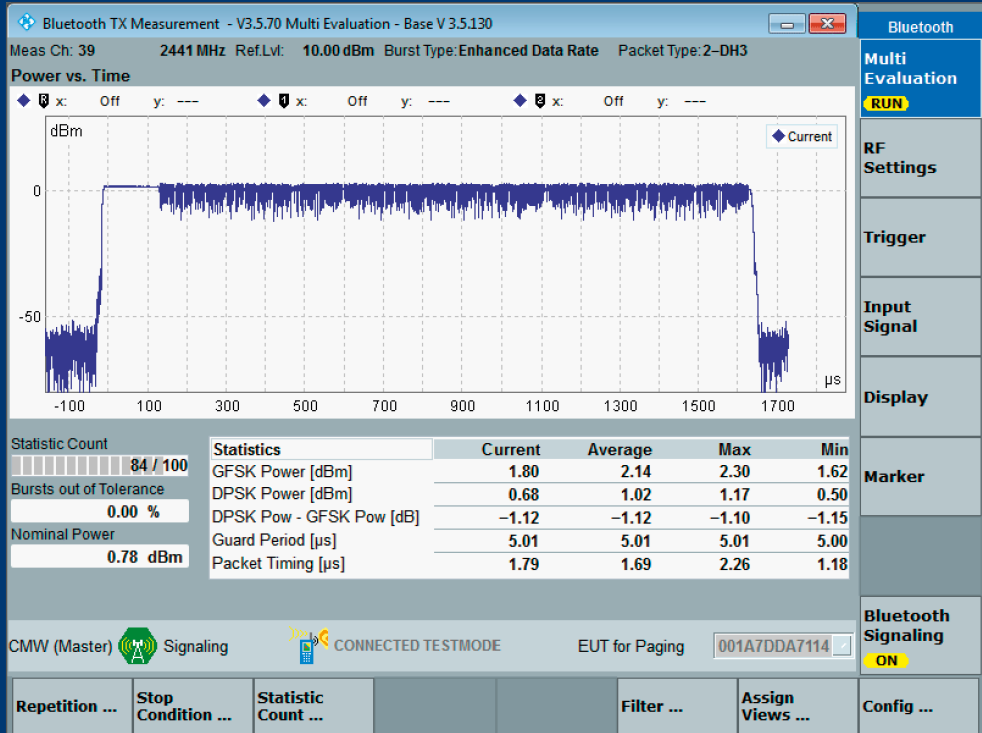 Bluetooth TX Measurement - V3.5.70 Multi Evaluation - Base V 3.5.130
Bluetooth
Meas Ch: 39 2441 MHz Ref.Lvl: 10.00 dBm Burst Type: Enhanced Data Rate Packet Type: 2-DH3
Power vs. Time
R x: Off y: --- 1 x: Off y: --- 2 x: Off y: ---
dBm
Current
0
-50
µs
-100 100 300 500 700 900 1100 1300 1500 1700
Multi
Evaluation
RUN
RF
Settings
Trigger
Input
Signal
Display
Marker
Statistic Count
84 / 100
Bursts out of Tolerance
0.00 %
Nominal Power
0.78 dBm
Statistics Current Average Max Min
GFSK Power [dBm] 1.80 2.14 2.30 1.62
DPSK Power [dBm] 0.68 1.02 1.17 0.50
DPSK Pow - GFSK Pow [dB] −1.12 −1.12 −1.10 −1.15
Guard Period [µs] 5.01 5.01 5.01 5.00
Packet Timing [µs] 1.79 1.69 2.26 1.18
Bluetooth
Signaling
ON
CMW (Master) Signaling CONNECTED TESTMODE EUT for Paging 001A7DDA7114
Repetition ...
Stop
Condition ...
Statistic
Count ...
Filter ...
Assign
Views ...
Config ...